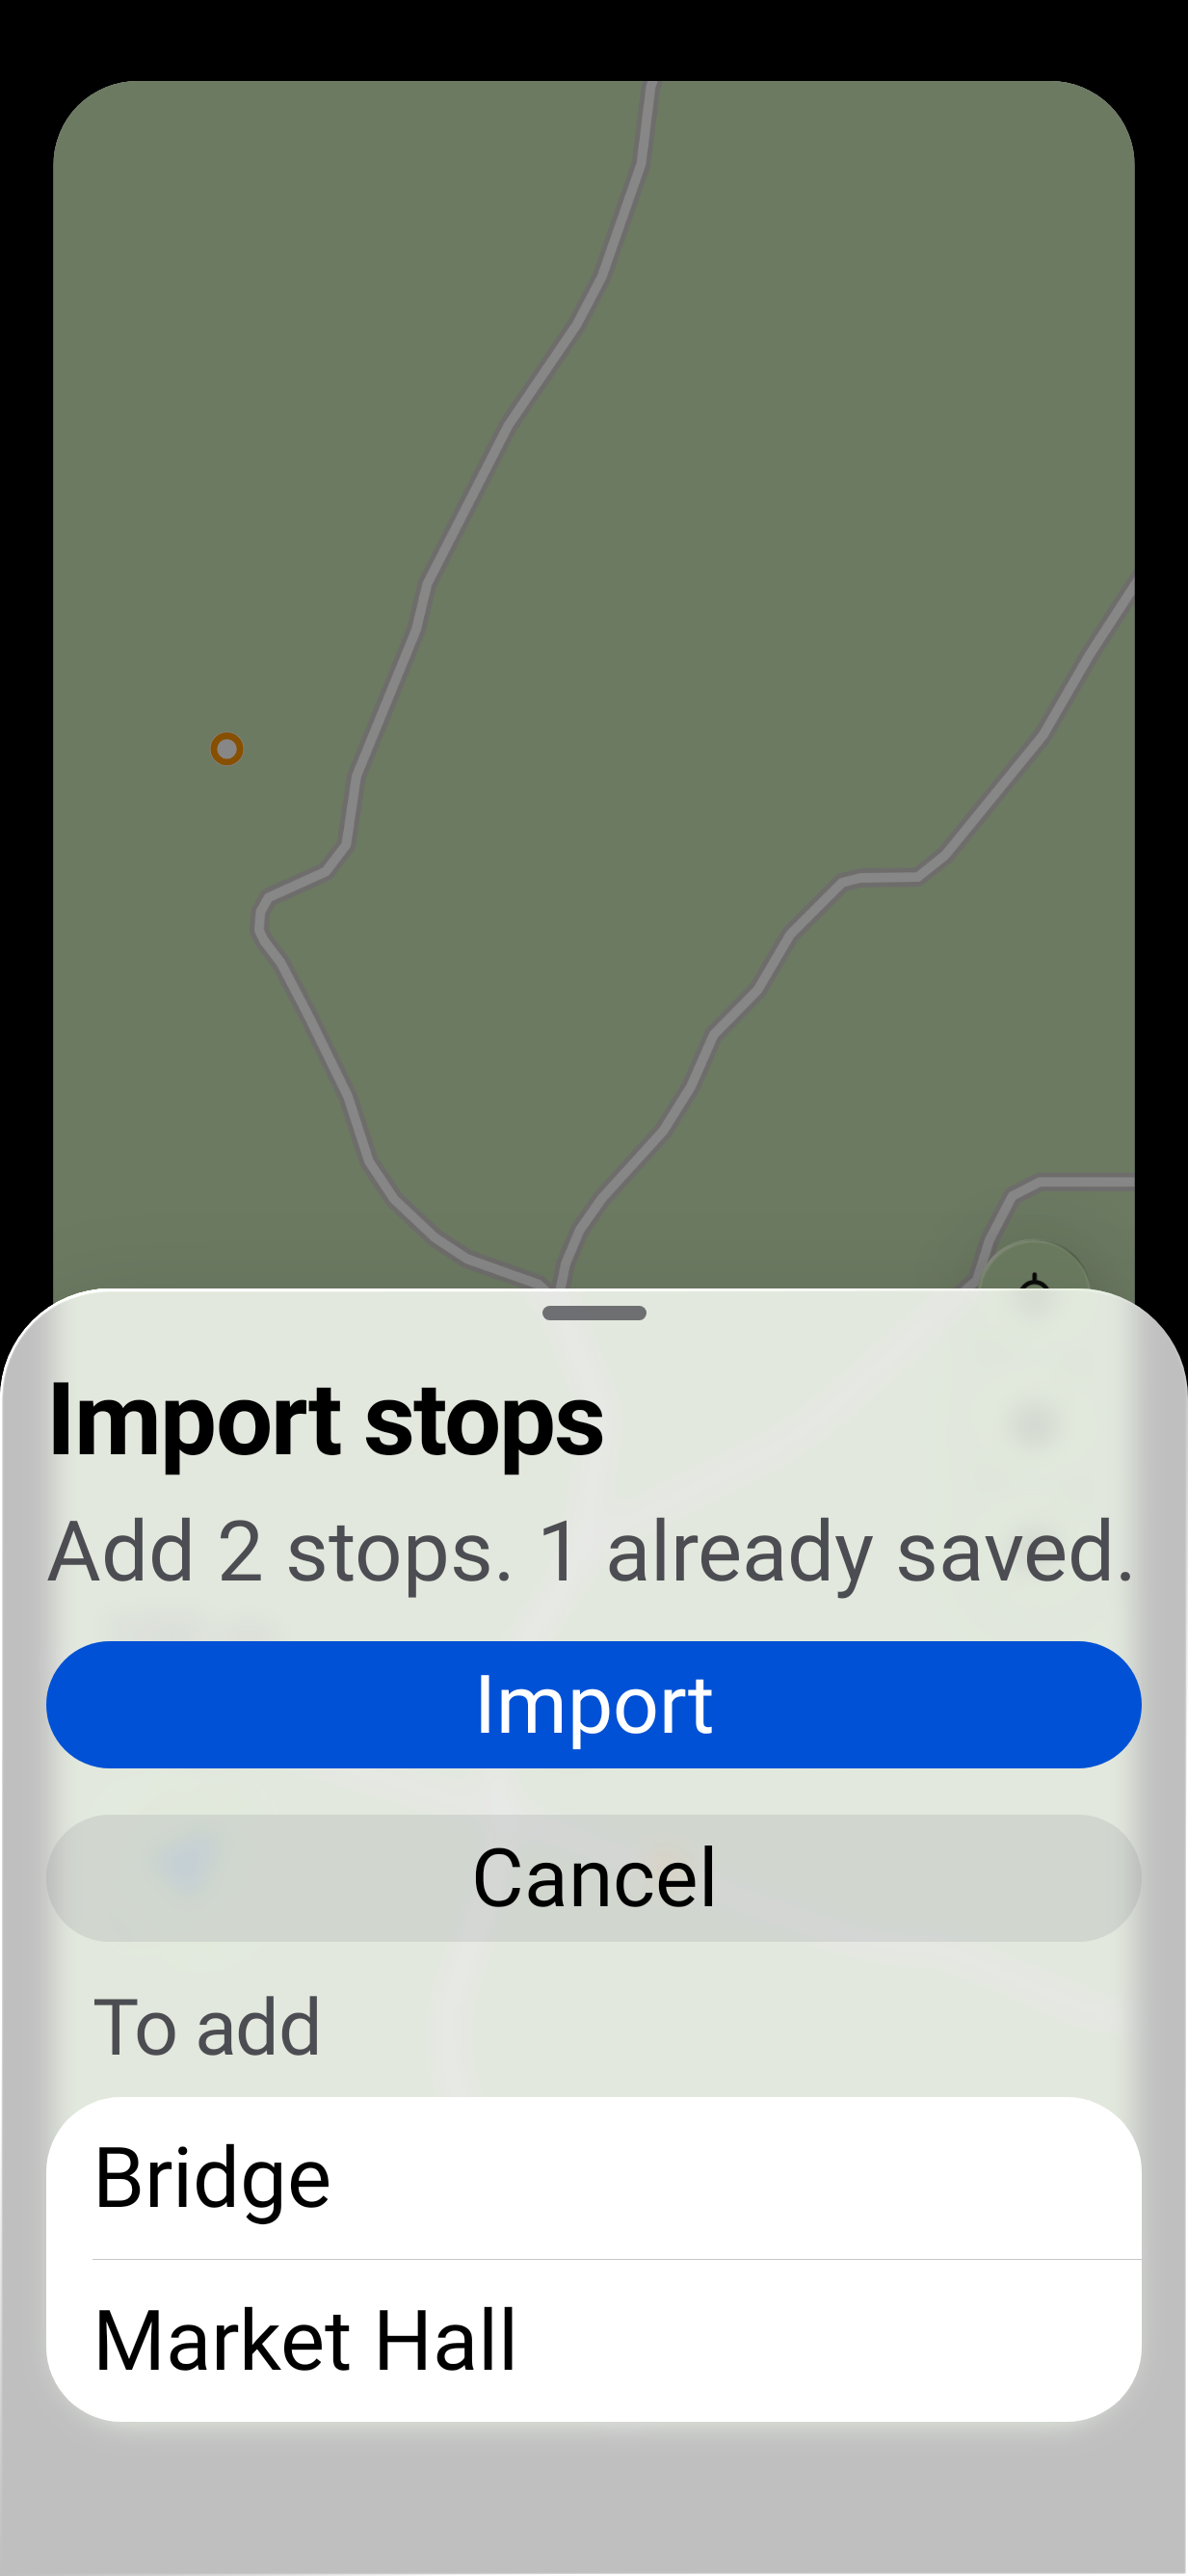 Import stops
Add 2 stops. 1 already saved.
Import
Cancel
To add
Bridge
Market Hall